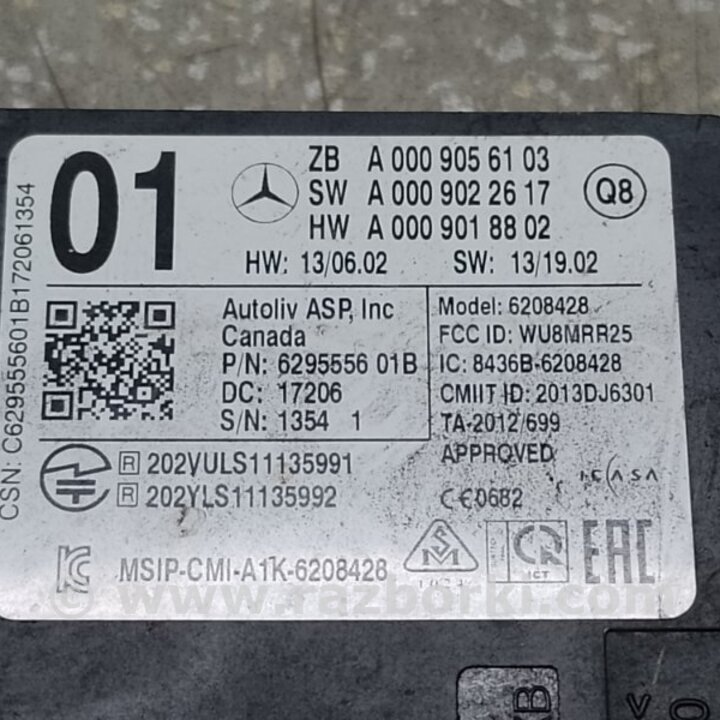 01
ZB A 000 905 61 03
SW A 000 902 26 17
HW A 000 901 88 02
Q8
HW: 13/06.02 SW: 13/19.02
CSN: C629555601B172061354
Autoliv ASP, Inc
Canada
P/N: 6295556 01B
DC: 17206
S/N: 1354 1
Model: 6208428
FCC ID: WU8MRR25
IC: 8436B-6208428
CMIIT ID: 2013DJ6301
TA-2012/699
APPROVED
ICASA
CE0682
R 202VULS11135991
R 202YLS11135992
MSIP-CMI-A1K-6208428
ICT
EAC
© www.razborki.com
B